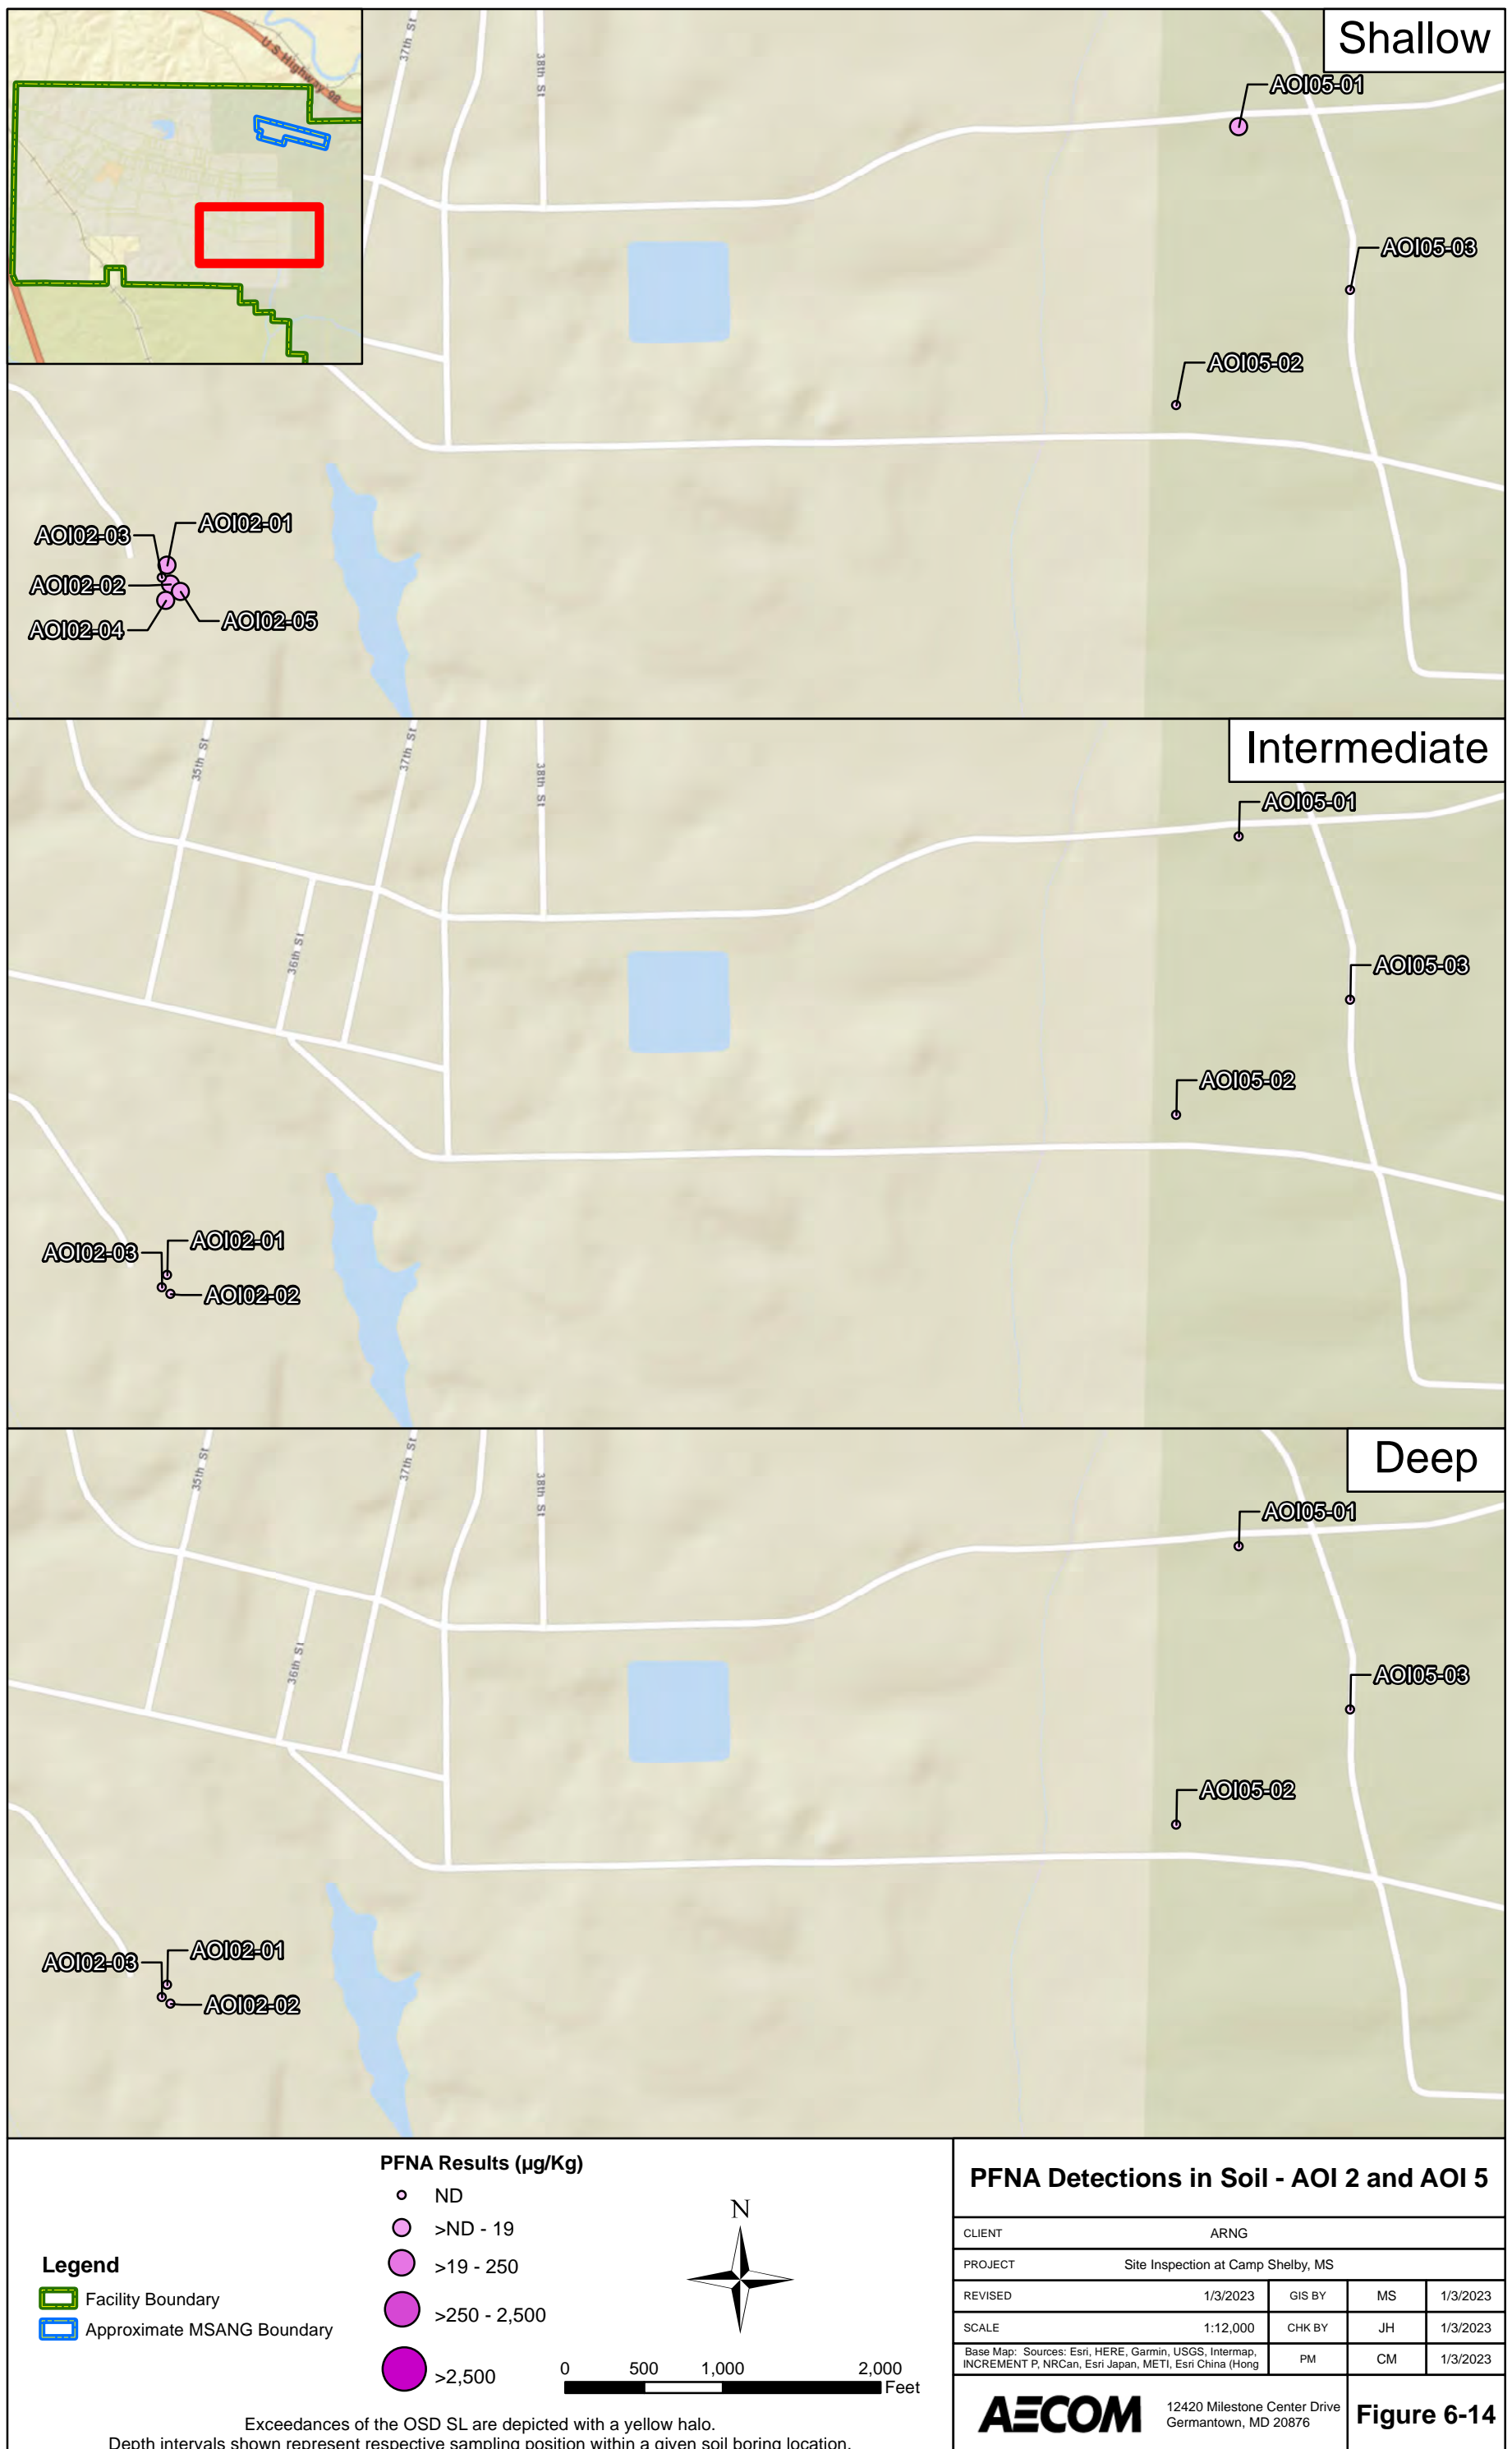 Shallow
U.S Highway 98
37th St
38th St
AOI05-01
AOI05-03
AOI05-02
AOI02-01
AOI02-03
AOI02-02
AOI02-05
AOI02-04
Intermediate
35th St
37th St
38th St
36th St
AOI05-01
AOI05-03
AOI05-02
AOI02-01
AOI02-03
AOI02-02
Deep
35th St
37th St
38th St
36th St
AOI05-01
AOI05-03
AOI05-02
AOI02-01
AOI02-03
AOI02-02
Legend
Facility Boundary
Approximate MSANG Boundary
PFNA Results (µg/Kg)
ND
>ND - 19
>19 - 250
>250 - 2,500
>2,500
N
0 500 1,000 2,000
Feet
Exceedances of the OSD SL are depicted with a yellow halo.
Depth intervals shown represent respective sampling position within a given soil boring location.
PFNA Detections in Soil - AOI 2 and AOI 5
CLIENT ARNG
PROJECT Site Inspection at Camp Shelby, MS
REVISED 1/3/2023 GIS BY MS 1/3/2023
SCALE 1:12,000 CHK BY JH 1/3/2023
Base Map: Sources: Esri, HERE, Garmin, USGS, Intermap,
INCREMENT P, NRCan, Esri Japan, METI, Esri China (Hong
PM CM 1/3/2023
AECOM
12420 Milestone Center Drive
Germantown, MD 20876
Figure 6-14